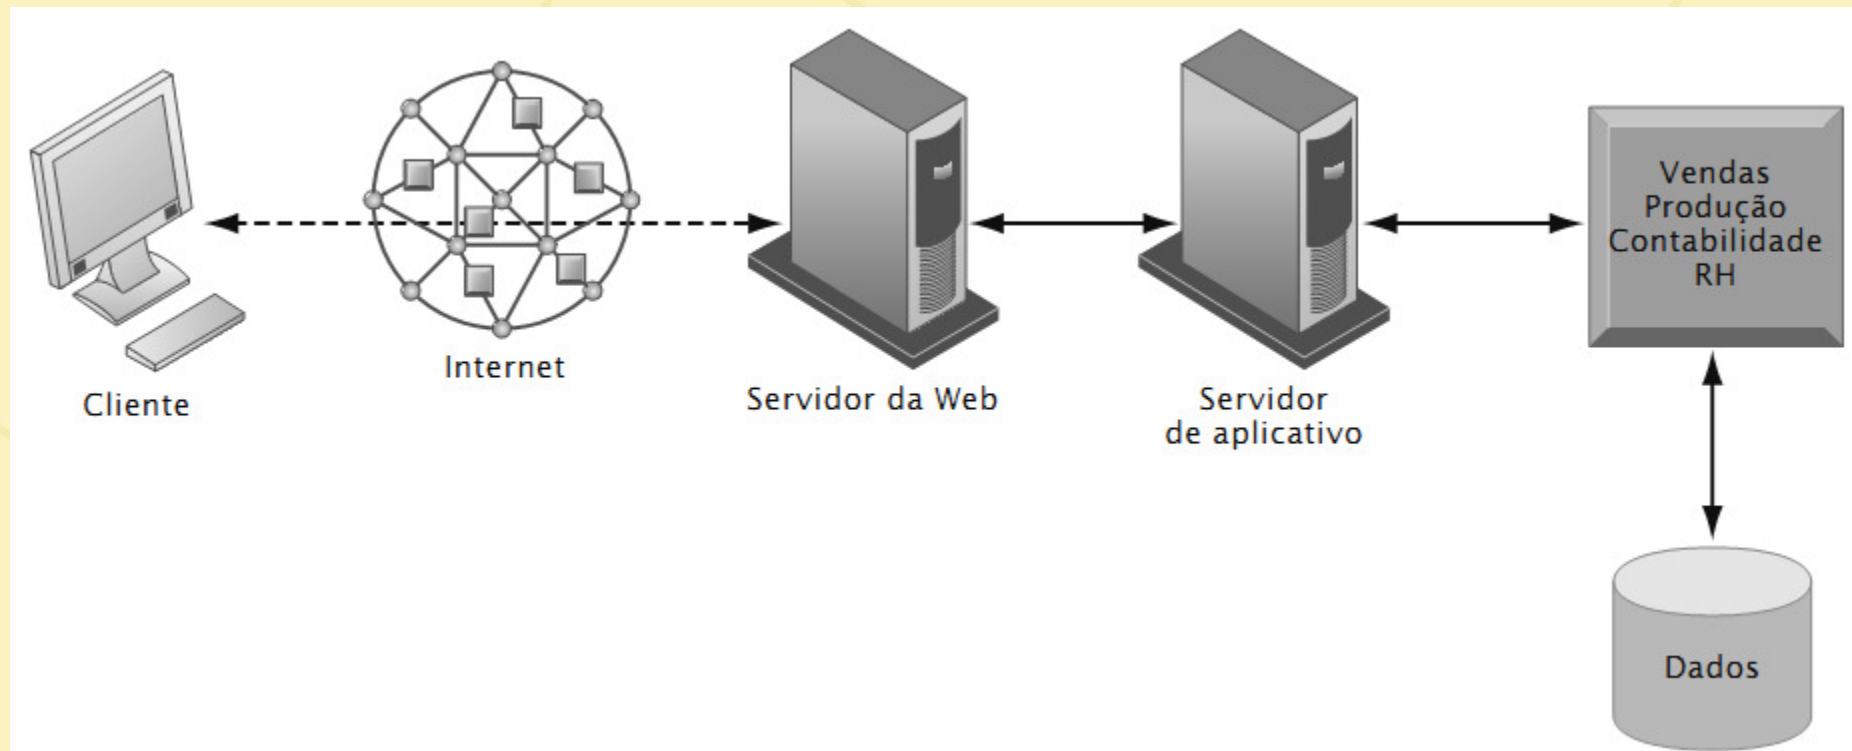 Cliente
Internet
Servidor da Web
Servidor
de aplicativo
Vendas
Produção
Contabilidade
RH
Dados